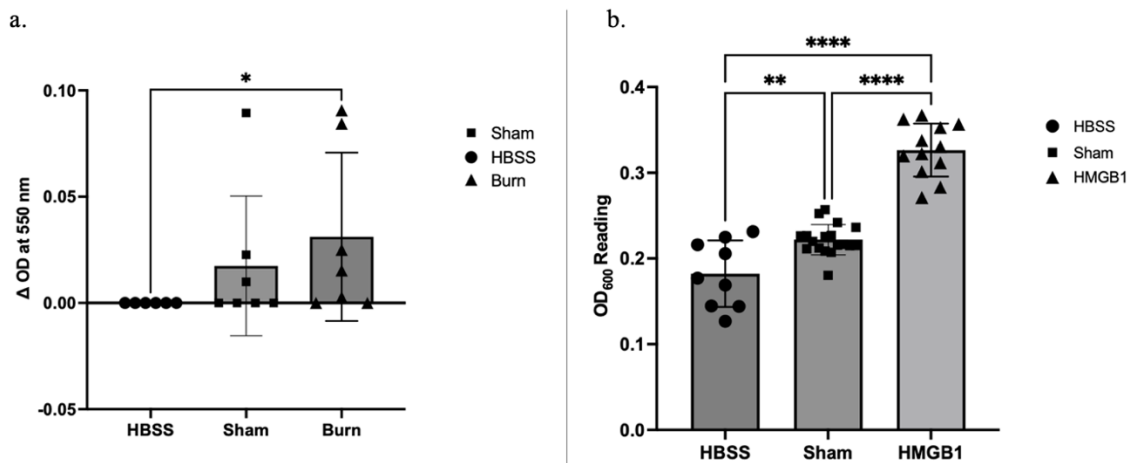 a.
*
0.10
0.05
0.00
-0.05
Δ OD at 550 nm
HBSS Sham Burn
Sham
HBSS
Burn
b.
****
** ****
0.4
0.3
0.2
0.1
0.0
OD600 Reading
HBSS Sham HMGB1
HBSS
Sham
HMGB1